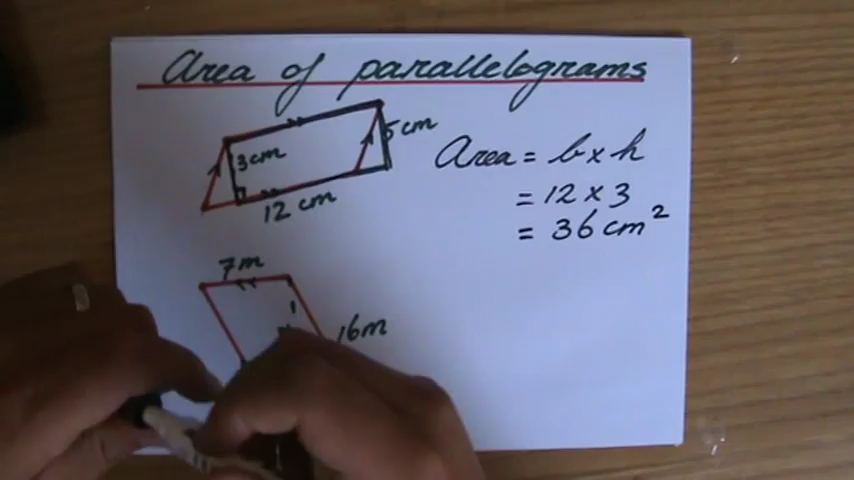 Area of parallelograms
3cm
5cm
12 cm
Area = b x h
= 12 x 3
= 36 cm²
7m
16m